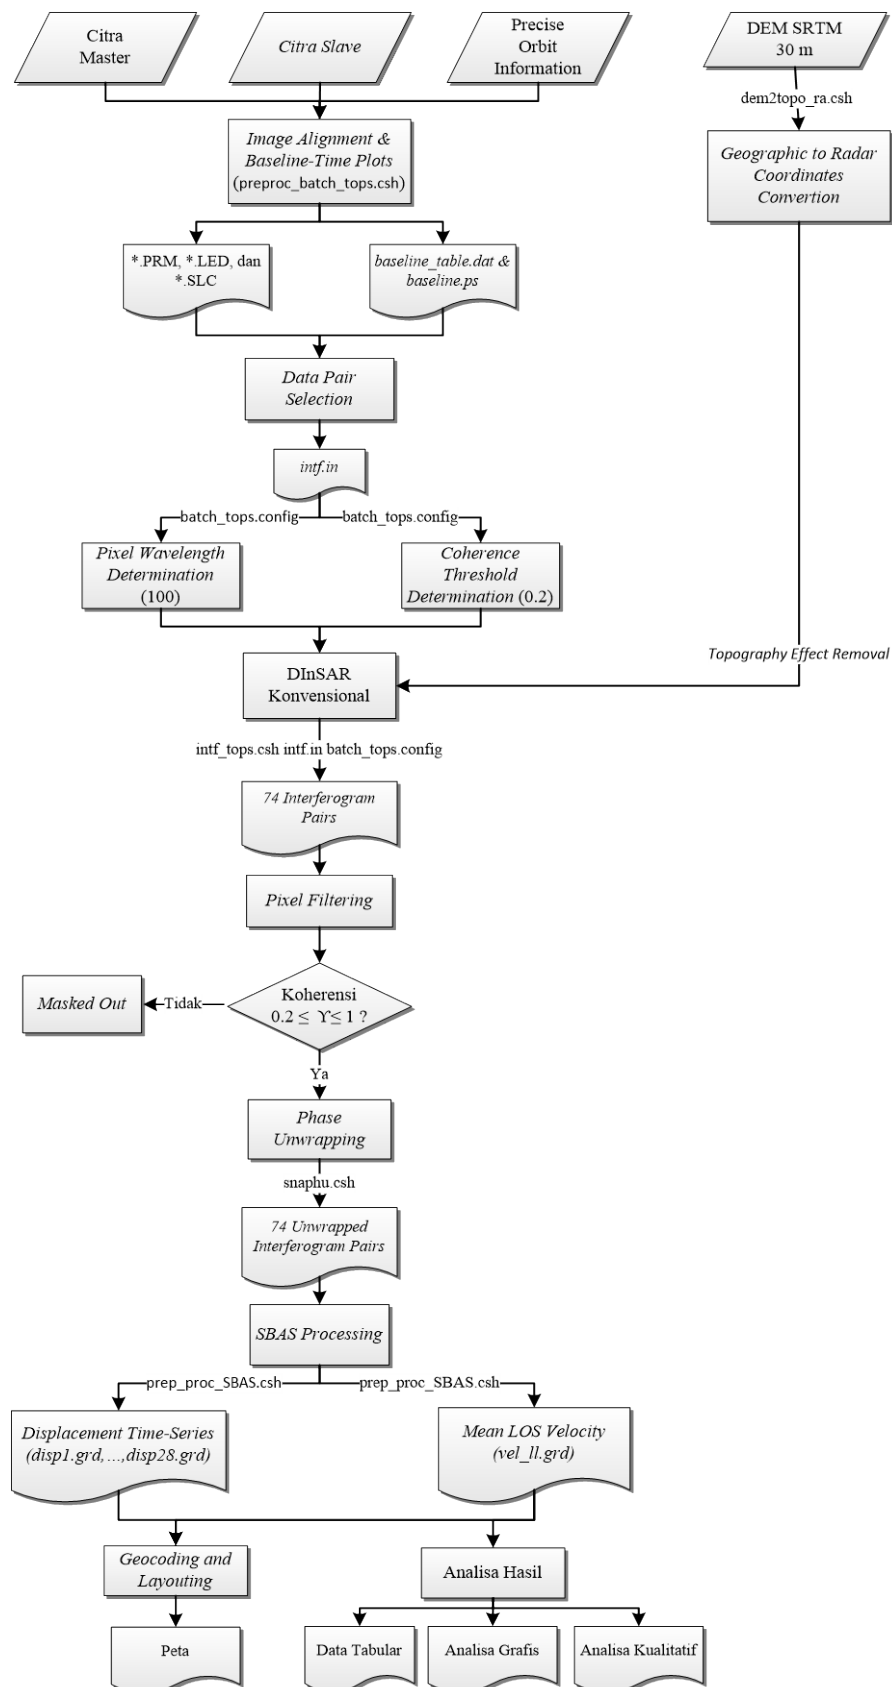 Citra
Master
Citra Slave
Precise
Orbit
Information
DEM SRTM
30 m
dem2topo_ra.csh
Image Alignment &
Baseline-Time Plots
(preproc_batch_tops.csh)
Geographic to Radar
Coordinates
Convertion
*.PRM, *.LED, dan
*.SLC
baseline_table.dat &
baseline.ps
Data Pair
Selection
intf.in
batch_tops.config
batch_tops.config
Pixel Wavelength
Determination
(100)
Coherence
Threshold
Determination (0.2)
Topography Effect Removal
DInSAR
Konvensional
intf_tops.csh intf.in batch_tops.config
74 Interferogram
Pairs
Pixel Filtering
Koherensi
0.2 ≤ ϒ≤ 1 ?
Tidak
Masked Out
Ya
Phase
Unwrapping
snaphu.csh
74 Unwrapped
Interferogram Pairs
SBAS Processing
prep_proc_SBAS.csh
prep_proc_SBAS.csh
Displacement Time-Series
(disp1.grd,...,disp28.grd)
Mean LOS Velocity
(vel_ll.grd)
Geocoding and
Layouting
Analisa Hasil
Peta
Data Tabular
Analisa Grafis
Analisa Kualitatif